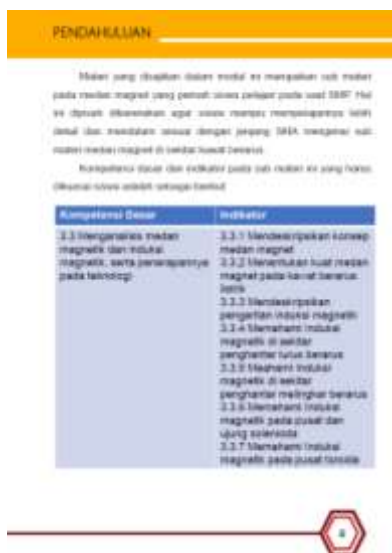 PENDAHULUAN
Materi yang disajikan dalam modul ini merupakan sub materi
pada medan magnet yang pernah siswa pelajari pada saat SMP. Hal
ini dipilih dikarenakan agar siswa mampu mempelajarinya lebih
detail dan mendalam sesuai dengan jenjang SMA mengenai sub
materi medan magnet di sekitar kawat berarus.
Kompetensi dasar dan indikator pada sub materi ini yang harus
dikuasai siswa adalah sebagai berikut
Kompetensi Dasar
3.3 Menganalisis medan
magnetik dan induksi
magnetik, serta penerapannya
pada teknologi
Indikator
3.3.1 Mendeskripsikan konsep
medan magnet
3.3.2 Menentukan kuat medan
magnet pada kawat berarus
listrik
3.3.3 Mendeskripsikan
pengertian induksi magnetik
3.3.4 Memahami induksi
magnetik di sekitar
penghantar lurus berarus
3.3.5 Memahami induksi
magnetik di sekitar
penghantar melingkar berarus
3.3.6 Memahami induksi
magnetik pada pusat dan
ujung solenoida
3.3.7 Memahami induksi
magnetik pada pusat toroida